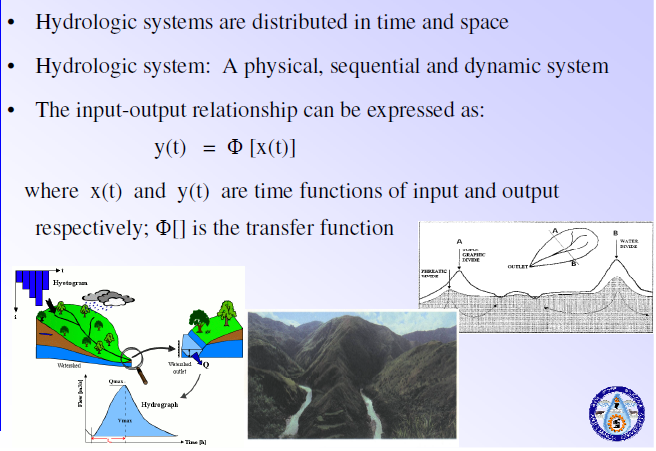 • Hydrologic systems are distributed in time and space
• Hydrologic system: A physical, sequential and dynamic system
• The input-output relationship can be expressed as:
y(t) = Φ [x(t)]
where x(t) and y(t) are time functions of input and output
respectively; Φ[] is the transfer function
A
GRAPHIC
DIVIDE
PHREATIC
DIVIDE
OUTLET
A
B
B
WATER
DIVIDE
t
Hyetogram
i
Watershed
Watershed
outlet
Q
Flow [m3/s]
Qmax
Hydrograph
Vmax
Time [h]